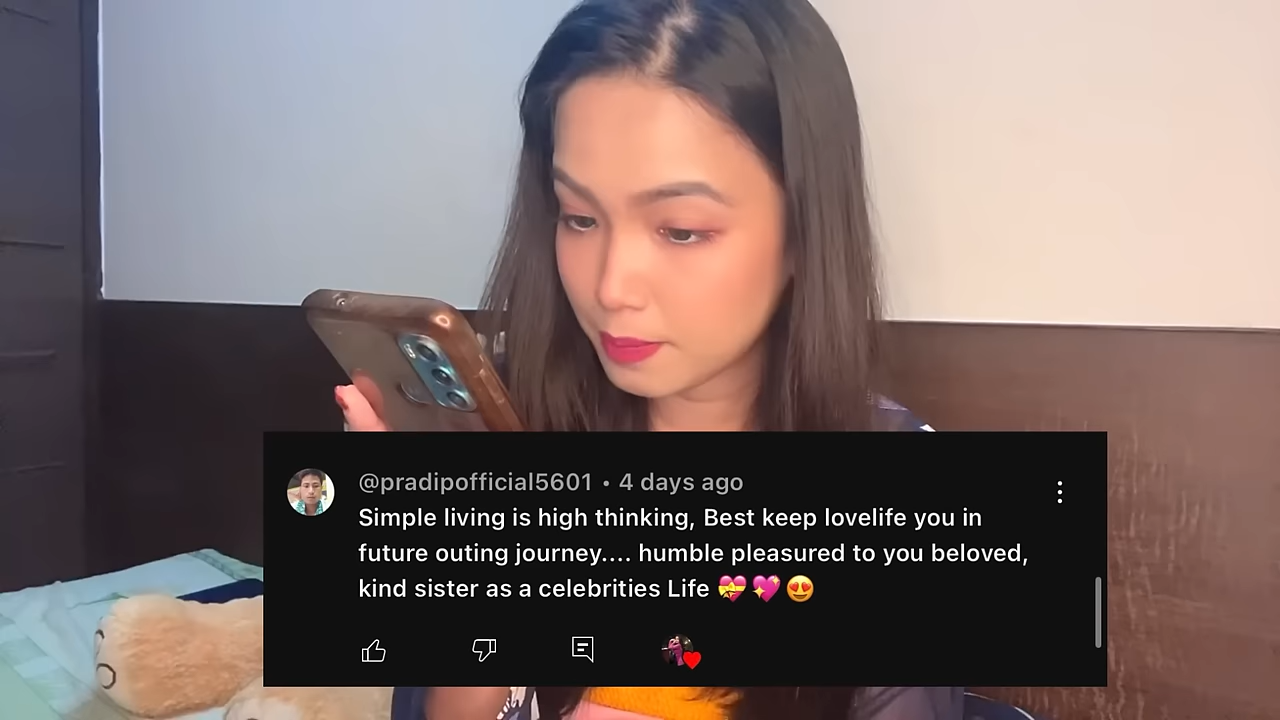 @pradipofficial5601 • 4 days ago
Simple living is high thinking, Best keep lovelife you in
future outing journey.... humble pleasured to you beloved,
kind sister as a celebrities Life 💝💖😍